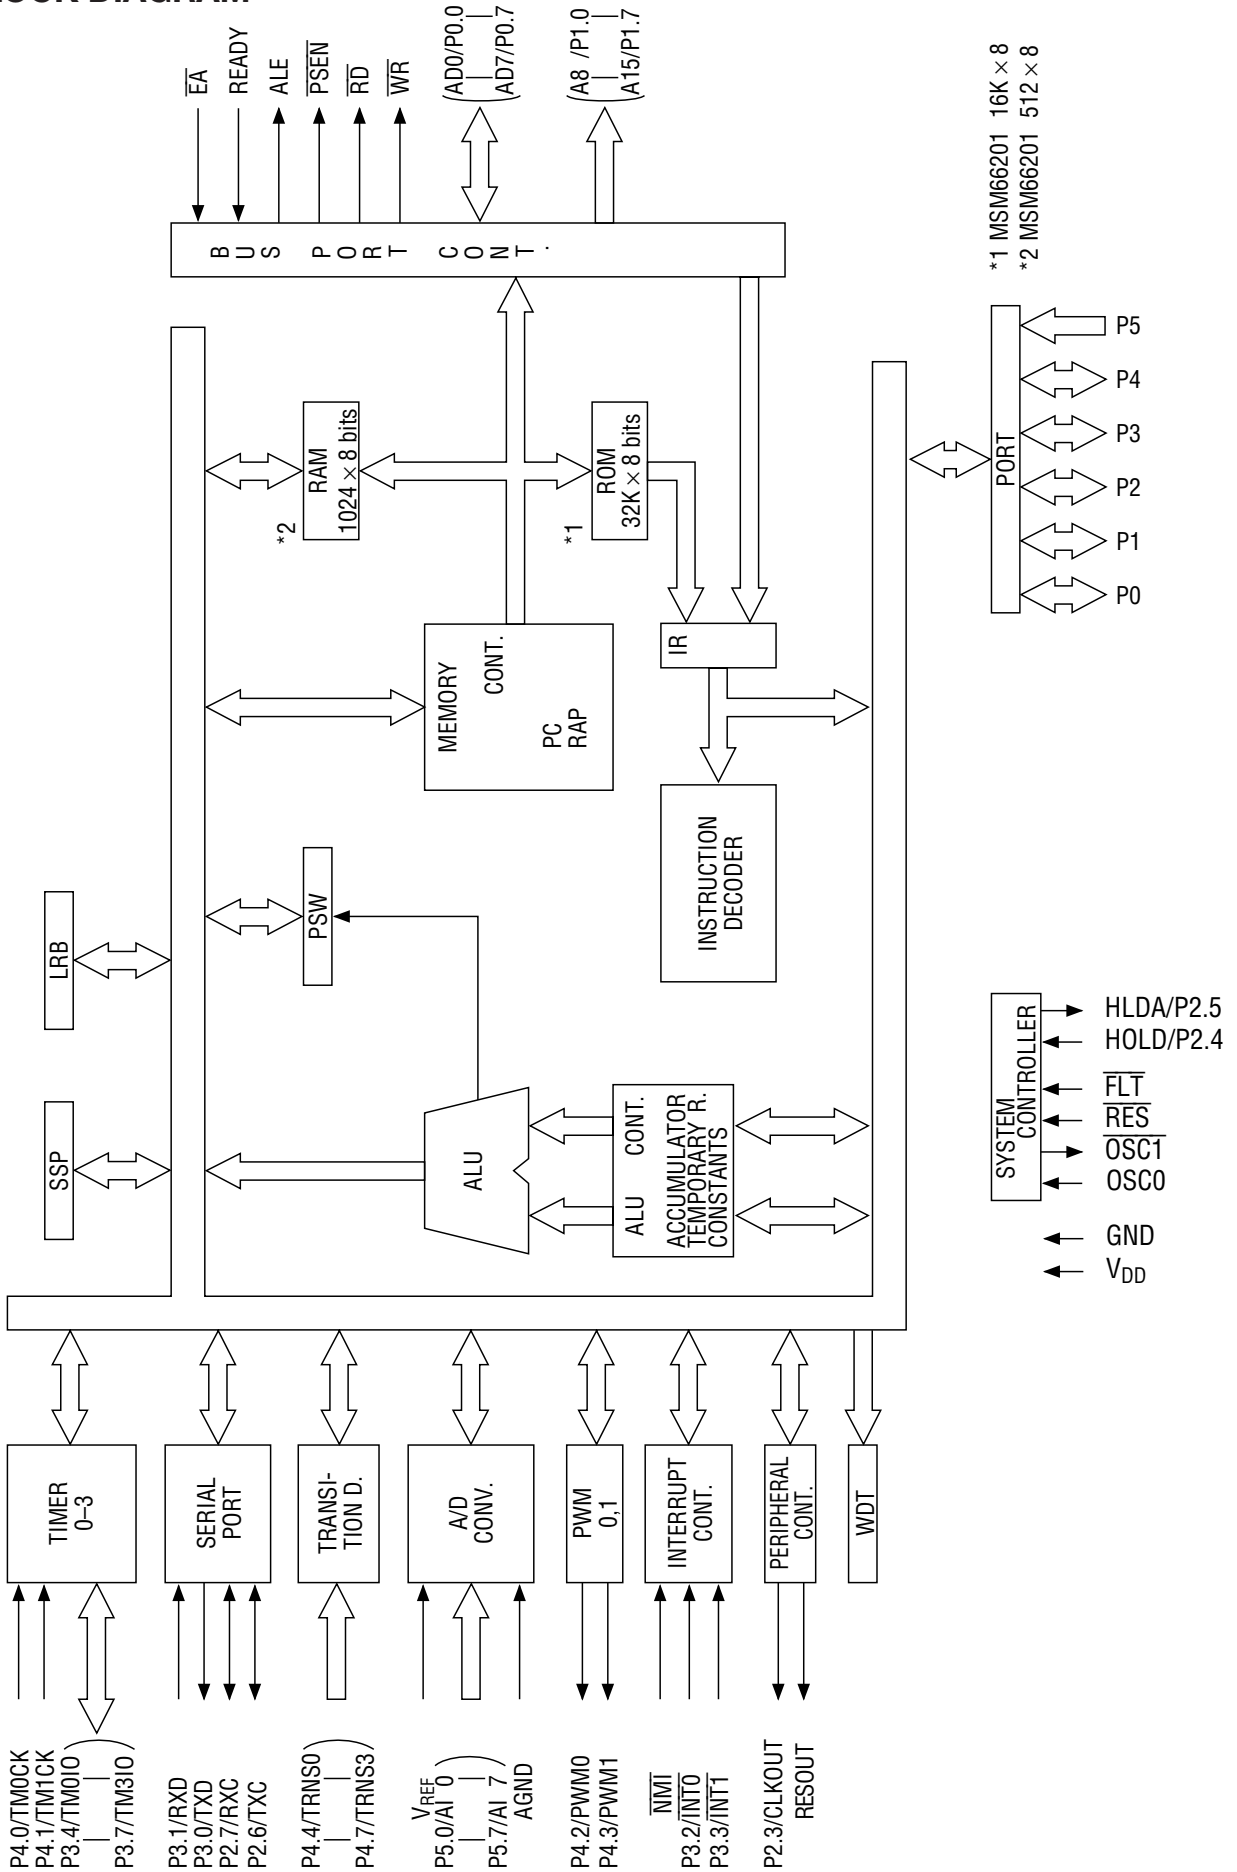 BLOCK DIAGRAM
EA
READY
ALE
PSEN
RD
WR
AD0/P0.0
AD7/P0.7
A8 /P1.0
A15/P1.7
BUS PORT CONT.
*1 MSM66201 16K × 8
*2 MSM66201 512 × 8
*2
RAM
1024 × 8 bits
*1
ROM
32K × 8 bits
PORT
P5
P4
P3
P2
P1
P0
MEMORY
CONT.
PC
RAP
IR
INSTRUCTION
DECODER
LRB
PSW
SSP
ALU
ALU CONT.
ACCUMULATOR
TEMPORARY R.
CONSTANTS
SYSTEM
CONTROLLER
HLDA/P2.5
HOLD/P2.4
FLT
RES
OSC1
OSC0
GND
VDD
TIMER
0–3
SERIAL
PORT
TRANSI-
TION D.
A/D
CONV.
PWM
0,1
INTERRUPT
CONT.
PERIPHERAL
CONT.
WDT
P4.0/TM0CK
P4.1/TM1CK
P3.4/TM0IO
P3.7/TM3IO
P3.1/RXD
P3.0/TXD
P2.7/RXC
P2.6/TXC
P4.4/TRNS0
P4.7/TRNS3
VREF
P5.0/AI 0
P5.7/AI 7
AGND
P4.2/PWM0
P4.3/PWM1
NMI
P3.2/INT0
P3.3/INT1
P2.3/CLKOUT
RESOUT